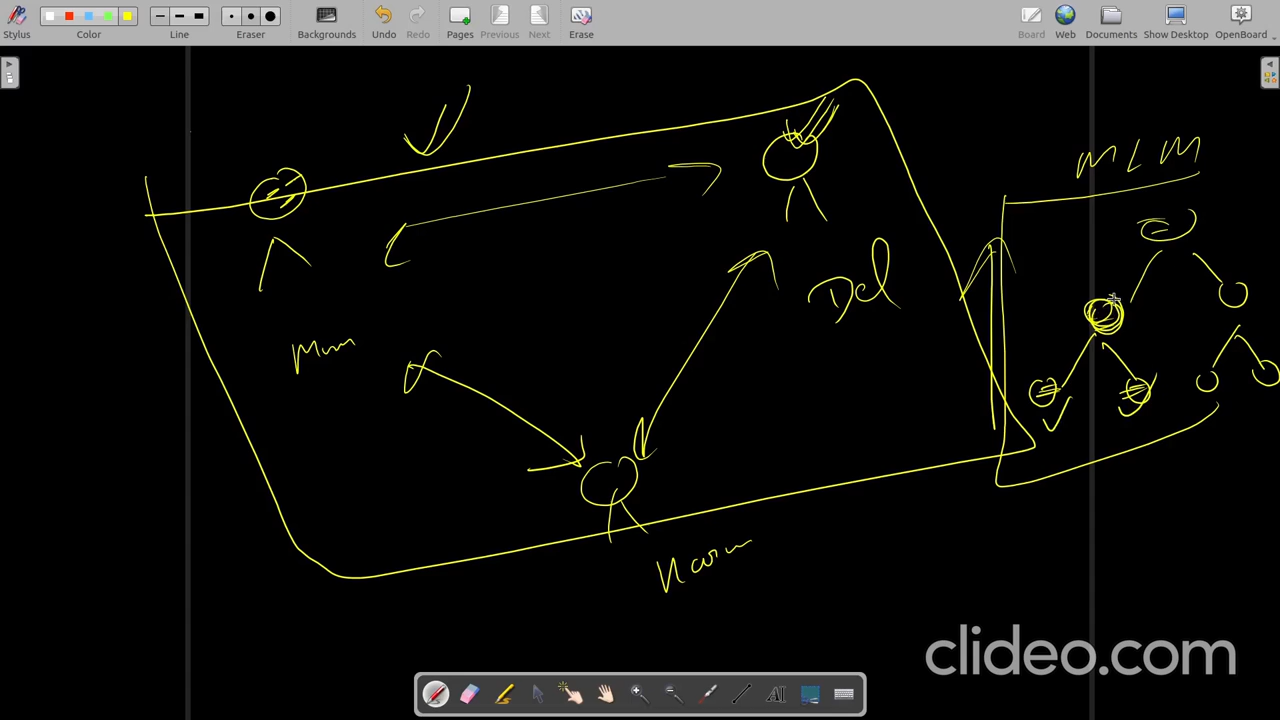 Stylus
Color
Line
Eraser
Backgrounds
Undo
Redo
Pages
Previous
Next
Erase
Board
Web
Documents
Show Desktop
OpenBoard
MLM
Del
Mum
clideo.com